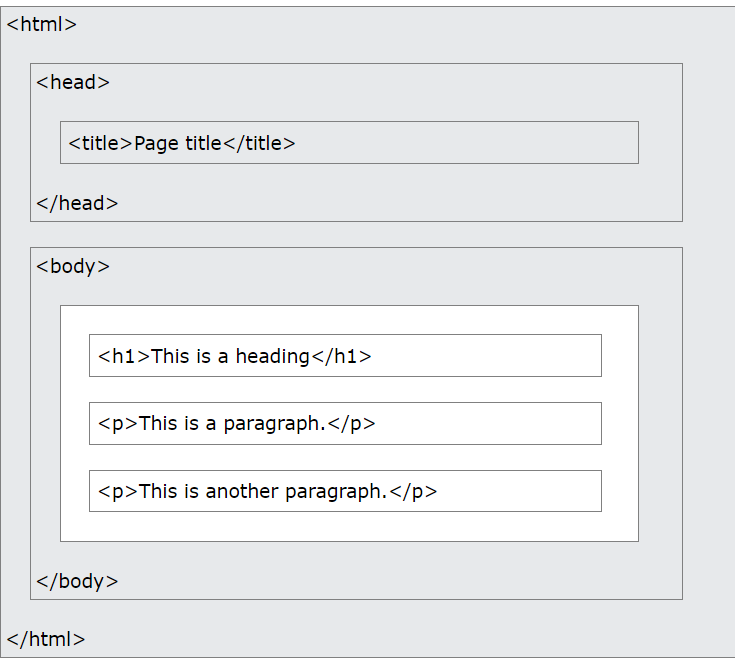 <html>
<head>
<title>Page title</title>
</head>
<body>
<h1>This is a heading</h1>
<p>This is a paragraph.</p>
<p>This is another paragraph.</p>
</body>
</html>